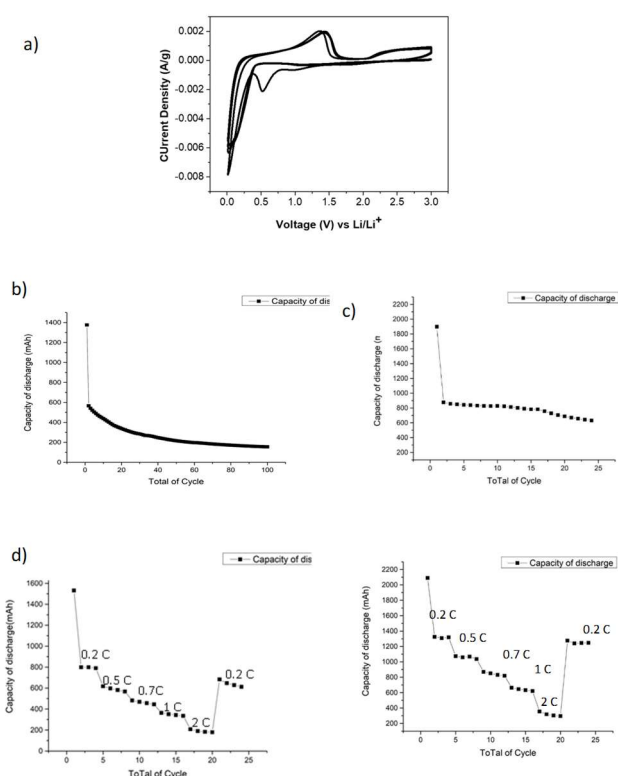 a)
0.002
0.000
-0.002
-0.004
-0.006
-0.008
CUrrent Density (A/g)
0.0 0.5 1.0 1.5 2.0 2.5 3.0
Voltage (V) vs Li/Li+
b)
Capacity of dis
1400
1200
1000
800
600
400
200
0
Capacity of discharge (mAh)
0 20 40 60 80 100
Total of Cycle
c)
Capacity of discharge
2200
2000
1800
1600
1400
1200
1000
800
600
400
200
Capacity of discharge (n
0 5 10 15 20 25
ToTal of Cycle
d)
Capacity of dis
1600
1400
1200
1000
800
600
400
200
0
Capacity of discharge(mAh)
0.2 C
0.5 C
0.7C
1 C
2 C
0.2 C
0 5 10 15 20 25
ToTal of Cycle
Capacity of discharge
2200
2000
1800
1600
1400
1200
1000
800
600
400
200
Capacity of discharge(mAh)
0.2 C
0.5 C
0.7 C
1 C
2 C
0.2 C
0 5 10 15 20 25
ToTal of Cycle